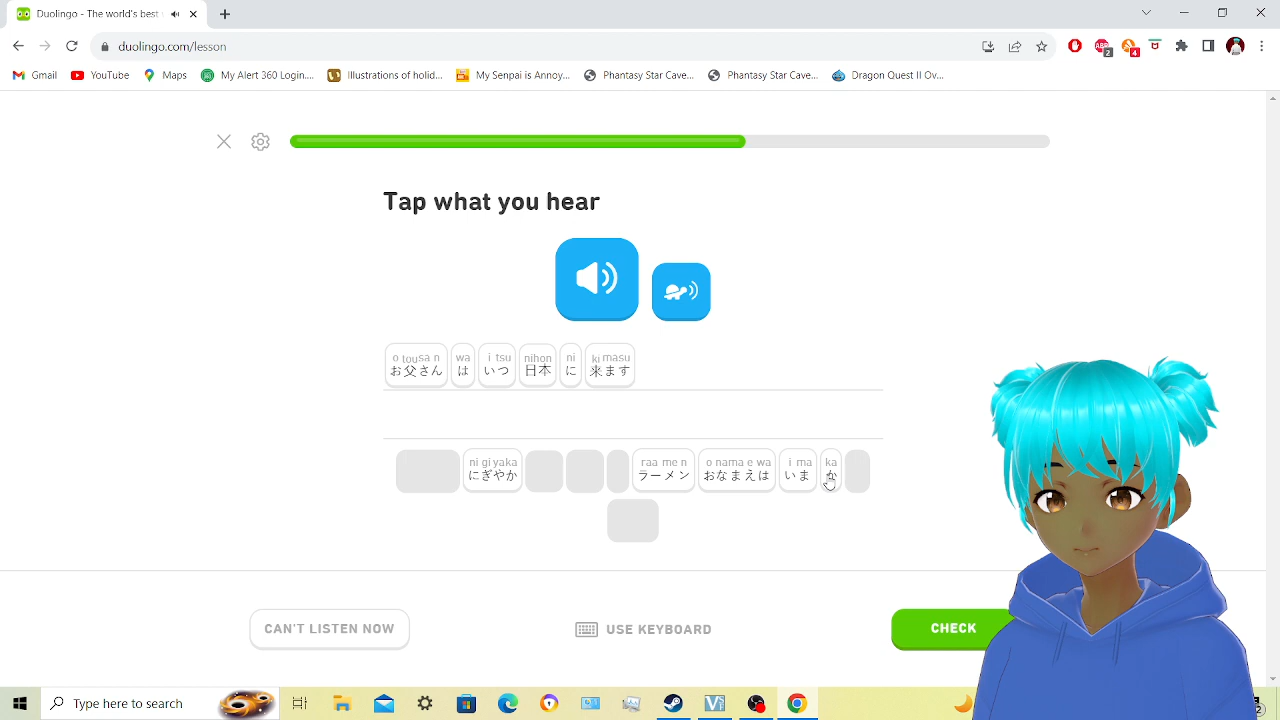 Duolingo - The world's best
duolingo.com/lesson
2
4
Gmail YouTube Maps My Alert 360 Login... Illustrations of holid... My Senpai is Annoy... Phantasy Star Cave... Phantasy Star Cave... Dragon Quest II Ov...
Tap what you hear
o tou sa n wa i tsu nihon ni ki masu
お父さん は いつ 日本 に 来ます
ni gi yaka raa me n o nama e wa i ma ka
にぎやか ラーメン おなまえは いま か
CAN'T LISTEN NOW USE KEYBOARD CHECK
Type here to search